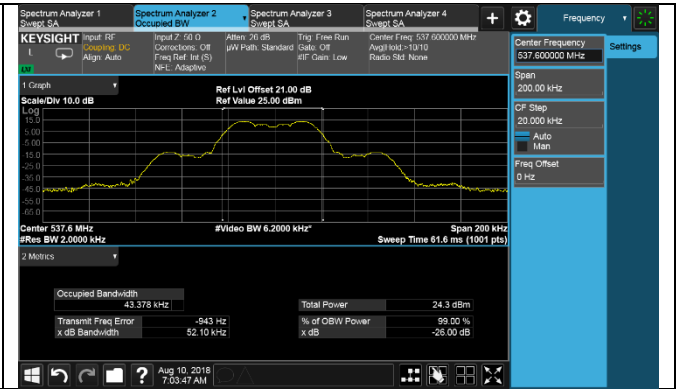 Spectrum Analyzer 1
Swept SA
Spectrum Analyzer 2
Occupied BW
Spectrum Analyzer 3
Swept SA
Spectrum Analyzer 4
Swept SA
+
Frequency
KEYSIGHT
L
Input: RF
Coupling: DC
Align: Auto
Input Z: 50 Ω
Corrections: Off
Freq Ref: Int (S)
NFE: Adaptive
Atten: 26 dB
µW Path: Standard
Trig: Free Run
Gate: Off
#IF Gain: Low
Center Freq: 537.600000 MHz
Avg|Hold:>10/10
Radio Std: None
Center Frequency
537.600000 MHz
Settings
Span
200.00 kHz
CF Step
20.000 kHz
Auto
Man
Freq Offset
0 Hz
1 Graph
Scale/Div 10.0 dB
Ref Lvl Offset 21.00 dB
Ref Value 25.00 dBm
Log
15.0
5.00
-5.00
-15.0
-25.0
-35.0
-45.0
-55.0
-65.0
Center 537.6 MHz
#Video BW 6.2000 kHz*
Span 200 kHz
#Res BW 2.0000 kHz
Sweep Time 61.6 ms (1001 pts)
2 Metrics
Occupied Bandwidth
43.378 kHz
Total Power 24.3 dBm
Transmit Freq Error -943 Hz
% of OBW Power 99.00 %
x dB Bandwidth 52.10 kHz
x dB -26.00 dB
?
Aug 10, 2018
7:03:47 AM